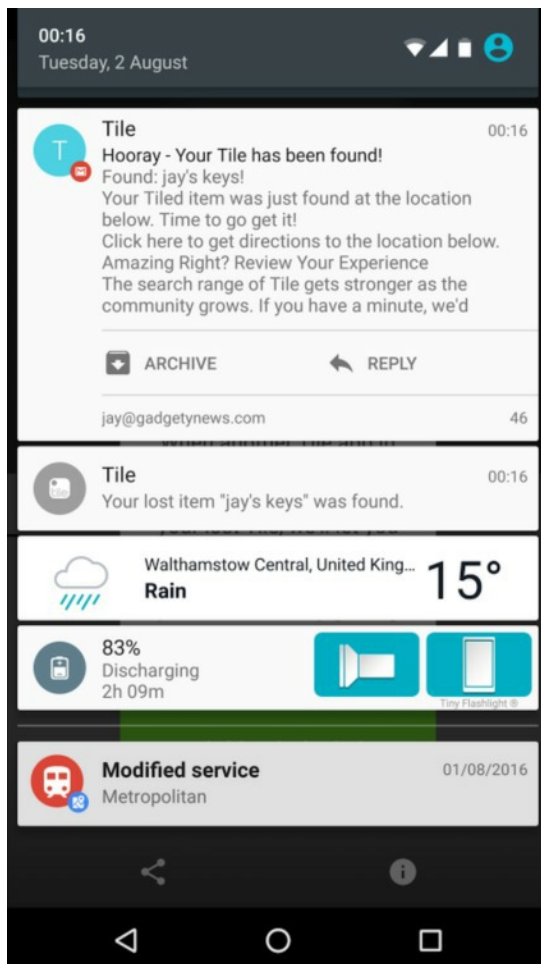 00:16
Tuesday, 2 August
Tile 00:16
Hooray - Your Tile has been found!
Found: jay's keys!
Your Tiled item was just found at the location
below. Time to go get it!
Click here to get directions to the location below.
Amazing Right? Review Your Experience
The search range of Tile gets stronger as the
community grows. If you have a minute, we'd
ARCHIVE REPLY
jay@gadgetynews.com 46
Tile 00:16
Your lost item "jay's keys" was found.
Walthamstow Central, United King...
Rain
15°
83%
Discharging
2h 09m
Tiny Flashlight ®
Modified service 01/08/2016
Metropolitan